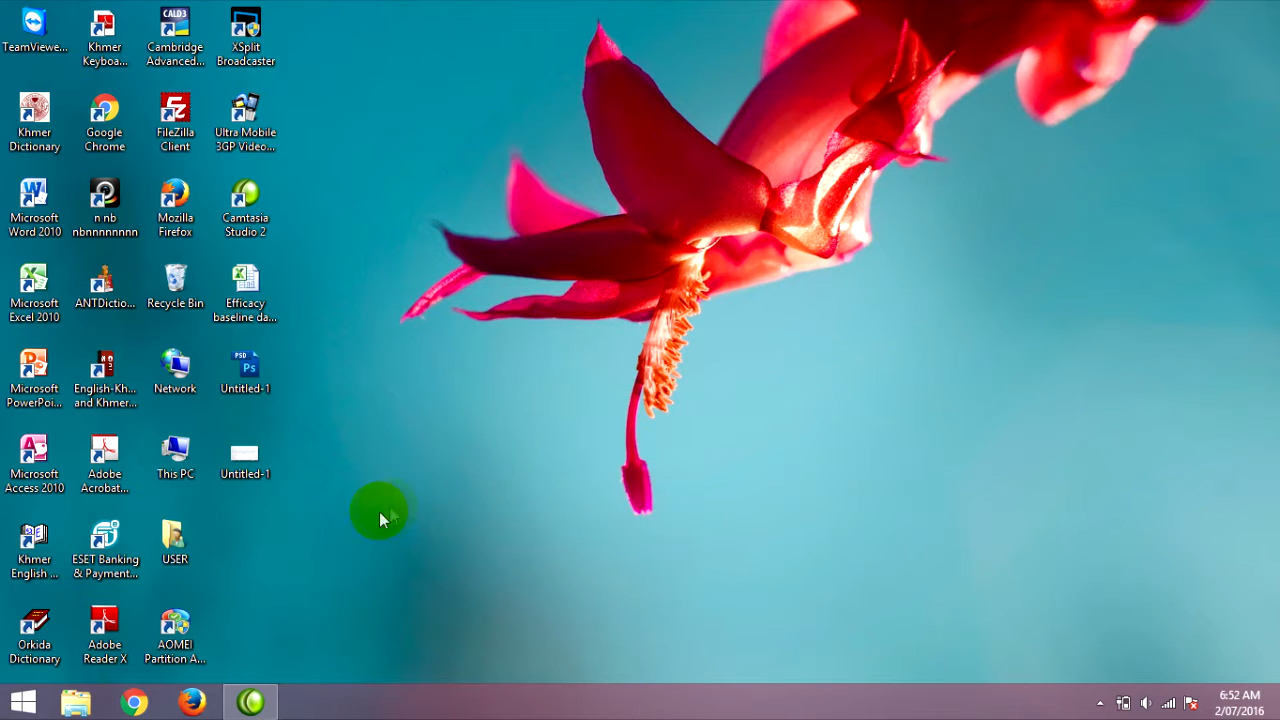 TeamViewe...
Khmer
Keyboa...
CALD3
Cambridge
Advanced...
XSplit
Broadcaster
Khmer
Dictionary
Google
Chrome
FileZilla
Client
Ultra Mobile
3GP Video...
Microsoft
Word 2010
n nb
nbnnnnnnnn
Mozilla
Firefox
Camtasia
Studio 2
Microsoft
Excel 2010
ANTDictio...
Recycle Bin
Efficacy
baseline da...
Microsoft
PowerPoi...
English-Kh...
and Khmer...
Network
PSD
Ps
Untitled-1
Microsoft
Access 2010
Adobe
Acrobat...
This PC
Untitled-1
Khmer
English ...
ESET Banking
& Payment...
USER
Orkida
Dictionary
Adobe
Reader X
AOMEI
Partition A...
6:52 AM
2/07/2016